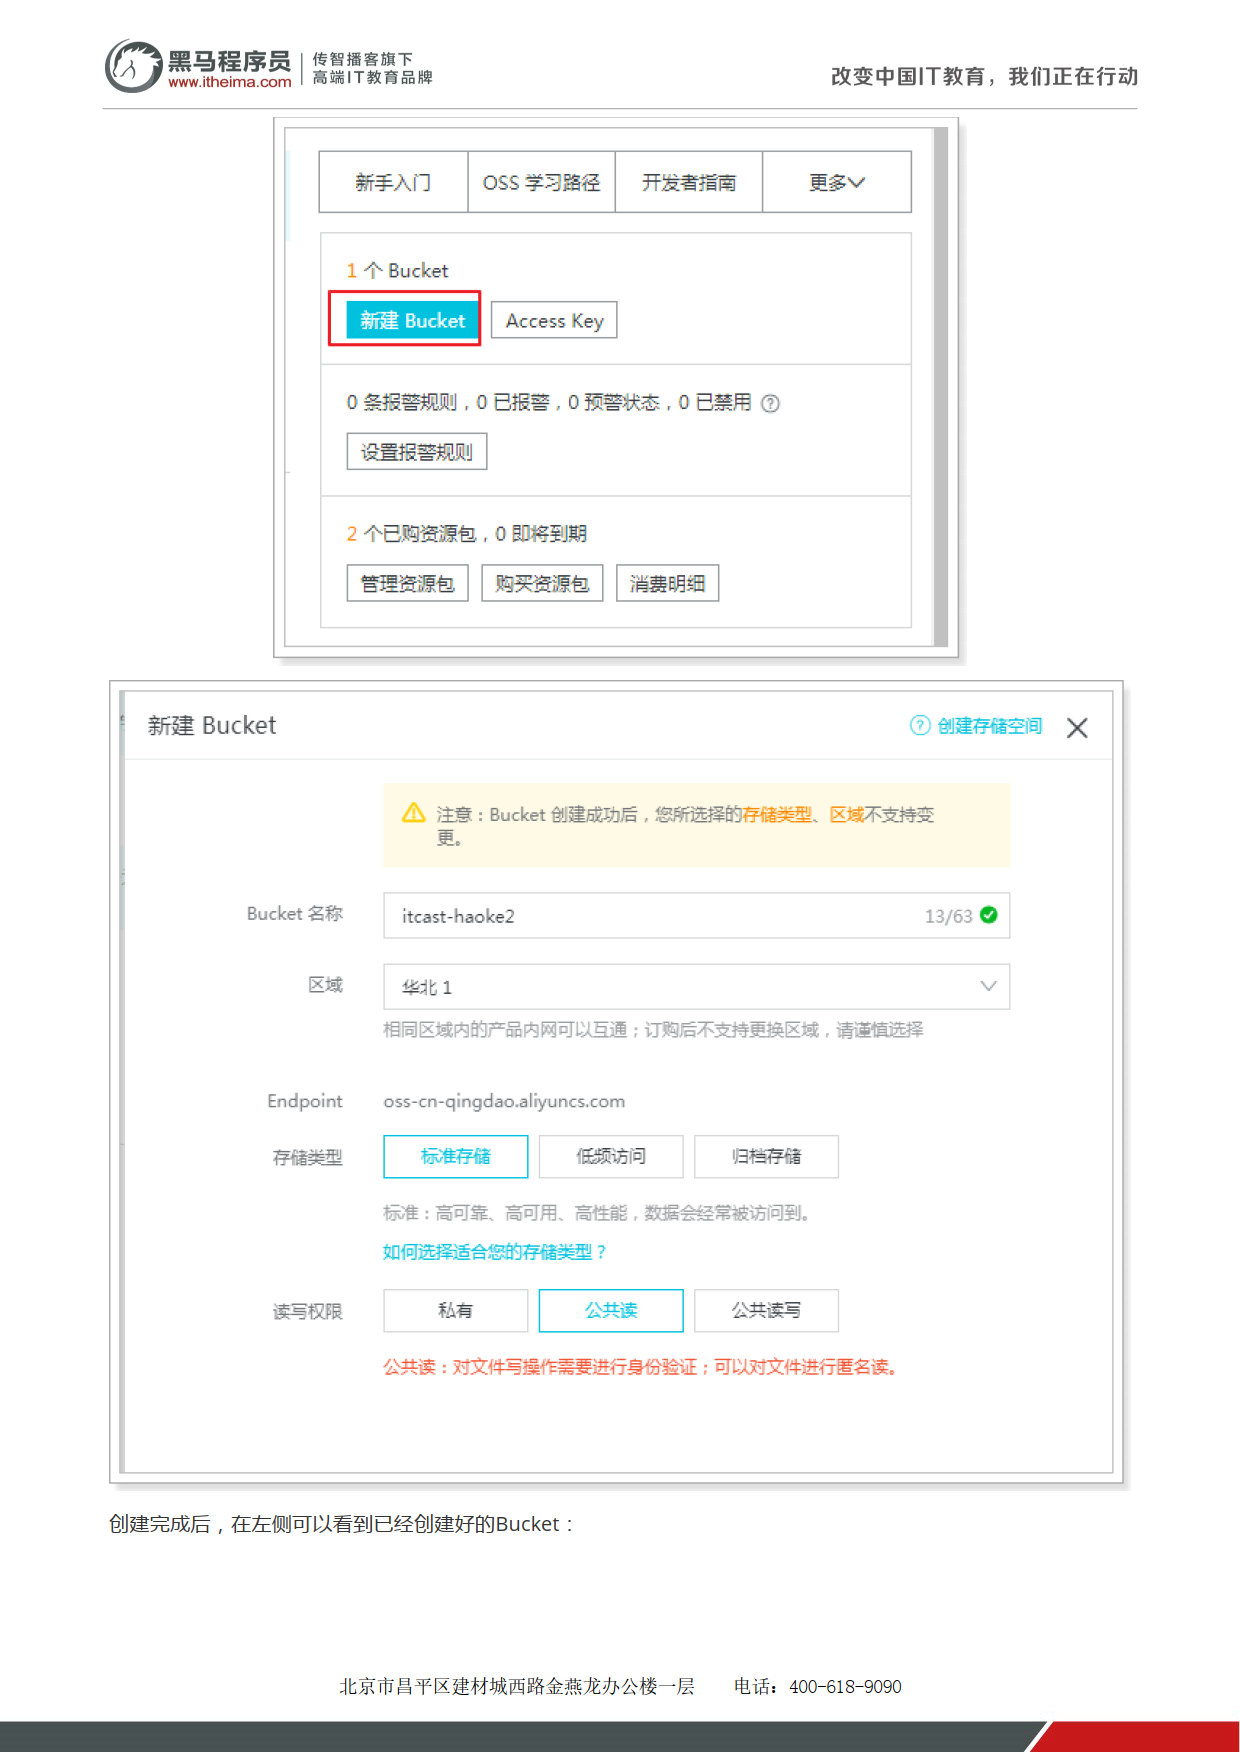 黑马程序员
www.itheima.com
传智播客旗下
高端IT教育品牌
改变中国IT教育，我们正在行动
新手入门 OSS 学习路径 开发者指南 更多
1 个 Bucket
新建 Bucket Access Key
0 条报警规则，0 已报警，0 预警状态，0 已禁用 ?
设置报警规则
2 个已购资源包，0 即将到期
管理资源包 购买资源包 消费明细
新建 Bucket ? 创建存储空间
注意：Bucket 创建成功后，您所选择的存储类型、区域不支持变
更。
Bucket 名称 itcast-haoke2 13/63
区域 华北 1
相同区域内的产品内网可以互通；订购后不支持更换区域，请谨慎选择
Endpoint oss-cn-qingdao.aliyuncs.com
存储类型 标准存储 低频访问 归档存储
标准：高可靠、高可用、高性能，数据会经常被访问到。
如何选择适合您的存储类型？
读写权限 私有 公共读 公共读写
公共读：对文件写操作需要进行身份验证；可以对文件进行匿名读。
创建完成后，在左侧可以看到已经创建好的Bucket：
北京市昌平区建材城西路金燕龙办公楼一层 电话：400-618-9090